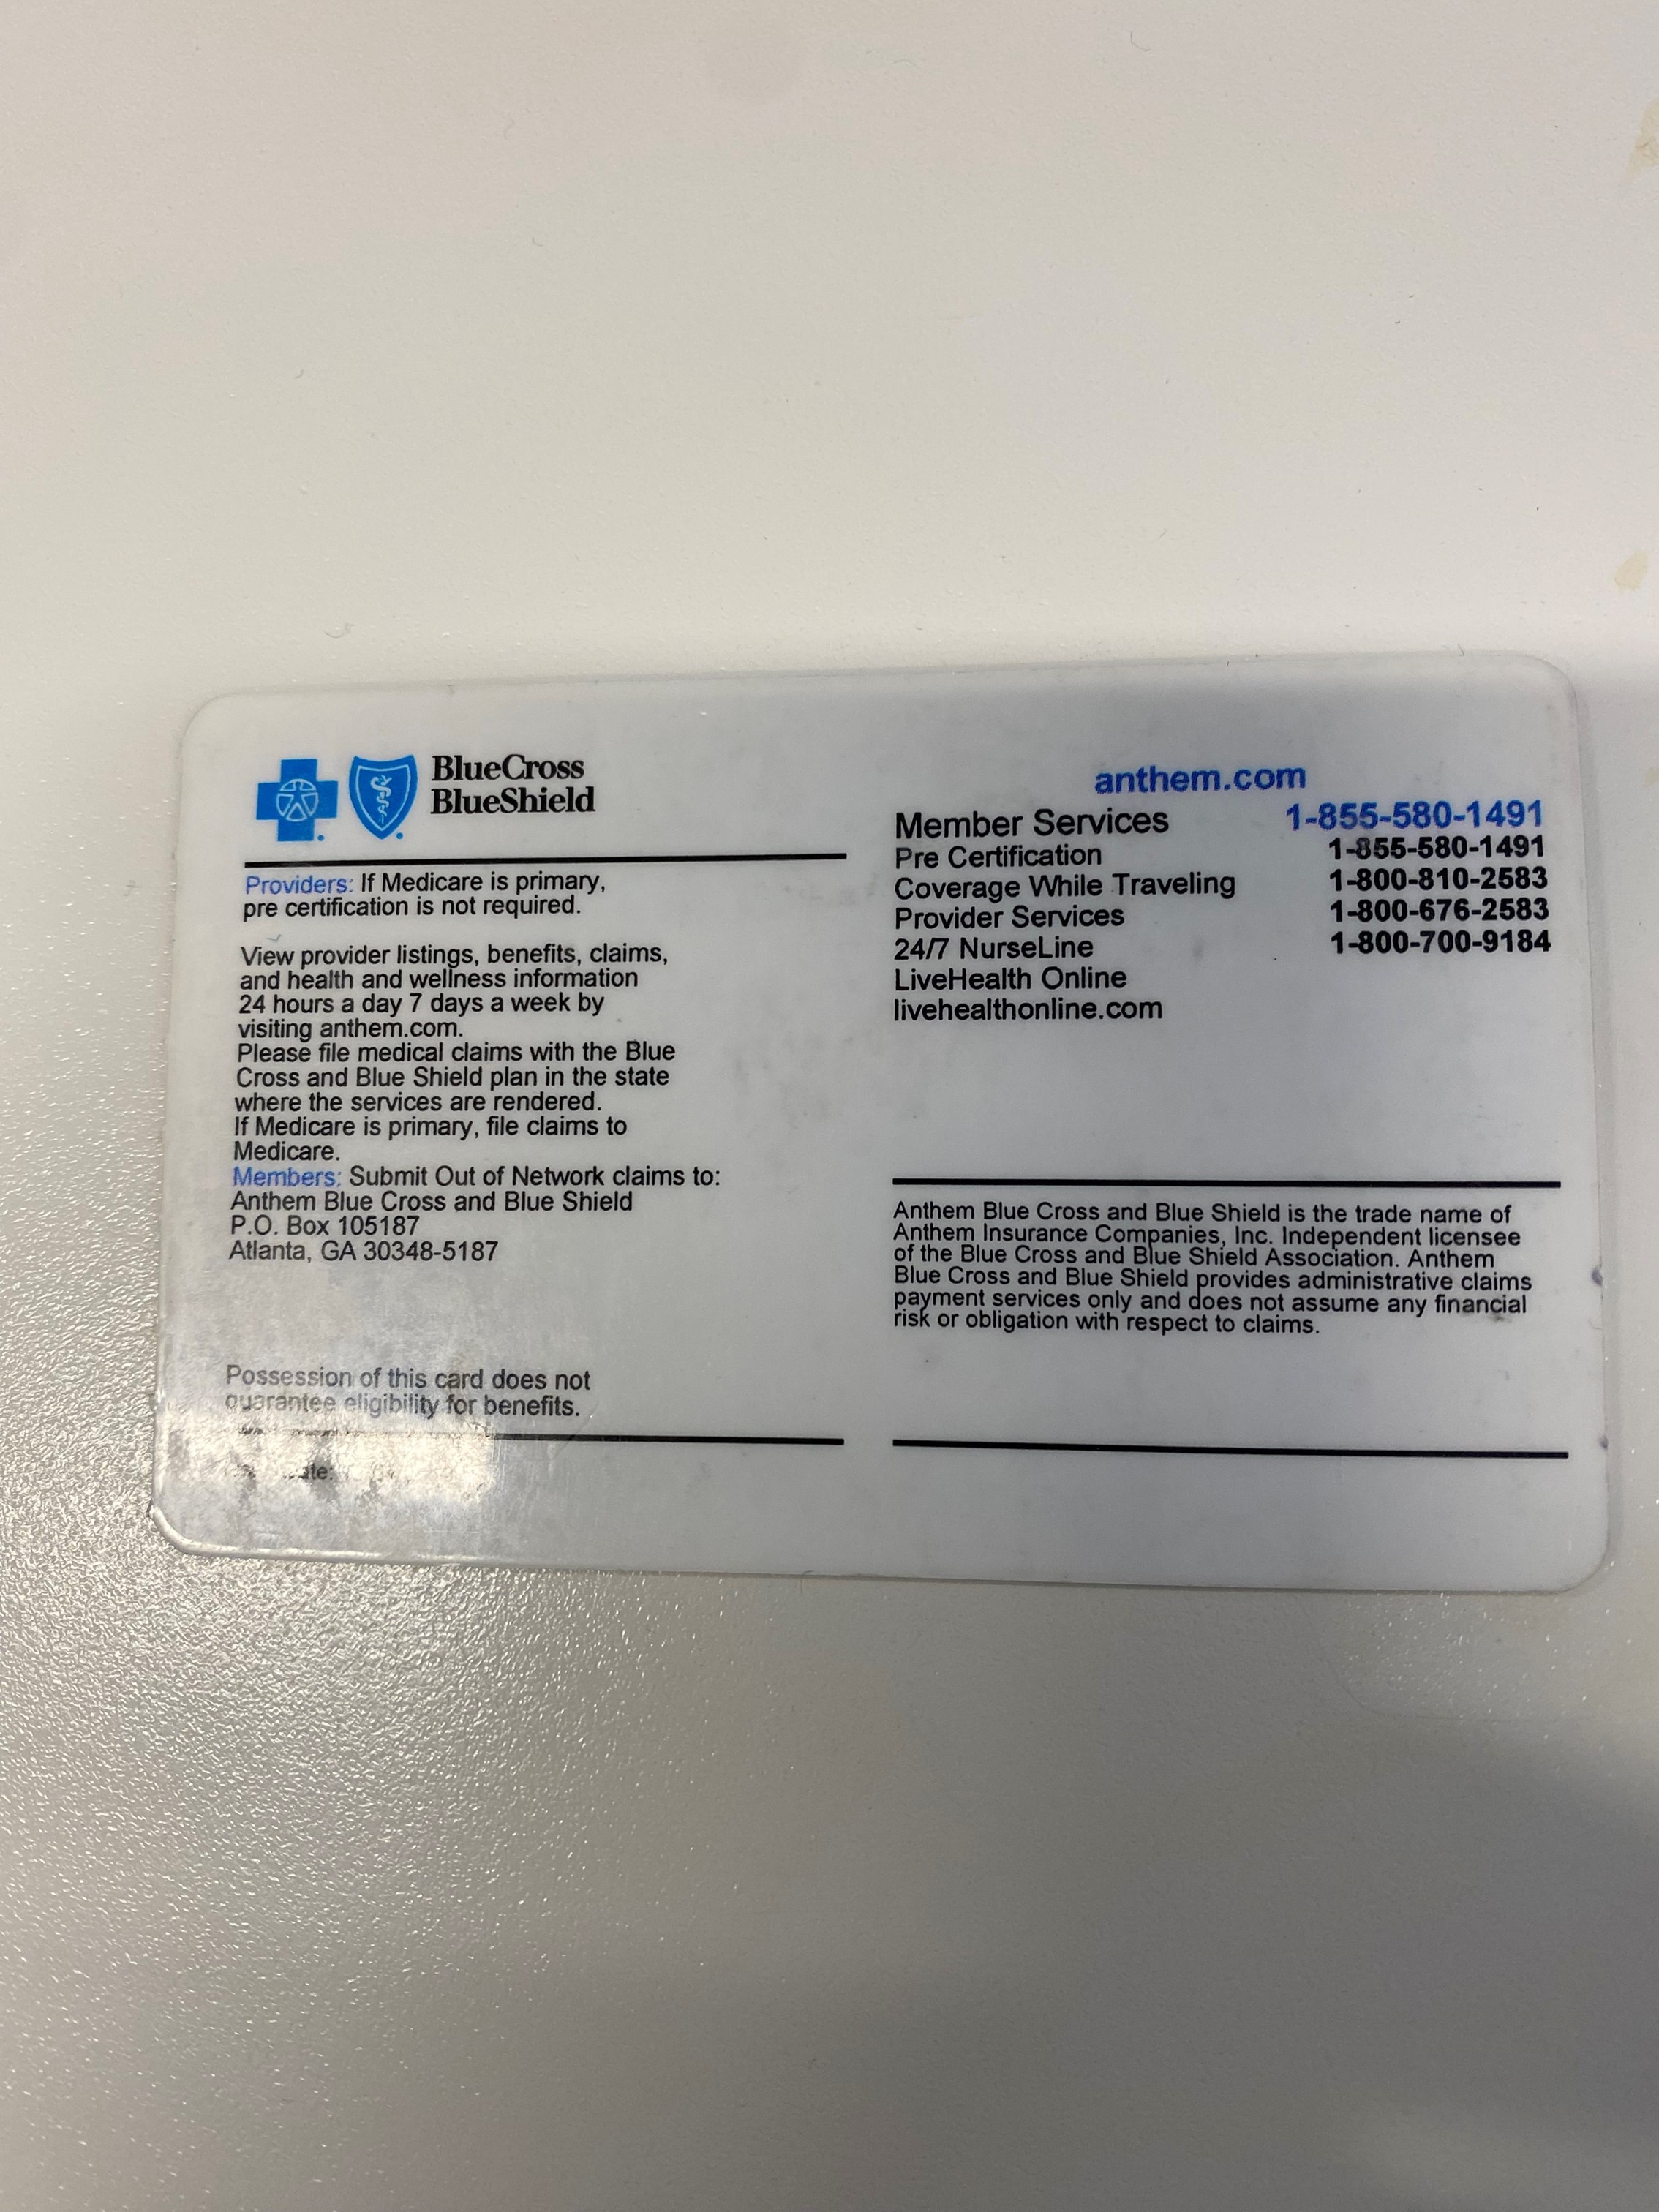 BlueCross
BlueShield
Providers: If Medicare is primary,
pre certification is not required.
View provider listings, benefits, claims,
and health and wellness information
24 hours a day 7 days a week by
visiting anthem.com.
Please file medical claims with the Blue
Cross and Blue Shield plan in the state
where the services are rendered.
If Medicare is primary, file claims to
Medicare.
Members: Submit Out of Network claims to:
Anthem Blue Cross and Blue Shield
P.O. Box 105187
Atlanta, GA 30348-5187
Possession of this card does not
guarantee eligibility for benefits.
anthem.com
Member Services 1-855-580-1491
Pre Certification 1-855-580-1491
Coverage While Traveling 1-800-810-2583
Provider Services 1-800-676-2583
24/7 NurseLine 1-800-700-9184
LiveHealth Online
livehealthonline.com
Anthem Blue Cross and Blue Shield is the trade name of
Anthem Insurance Companies, Inc. Independent licensee
of the Blue Cross and Blue Shield Association. Anthem
Blue Cross and Blue Shield provides administrative claims
payment services only and does not assume any financial
risk or obligation with respect to claims.